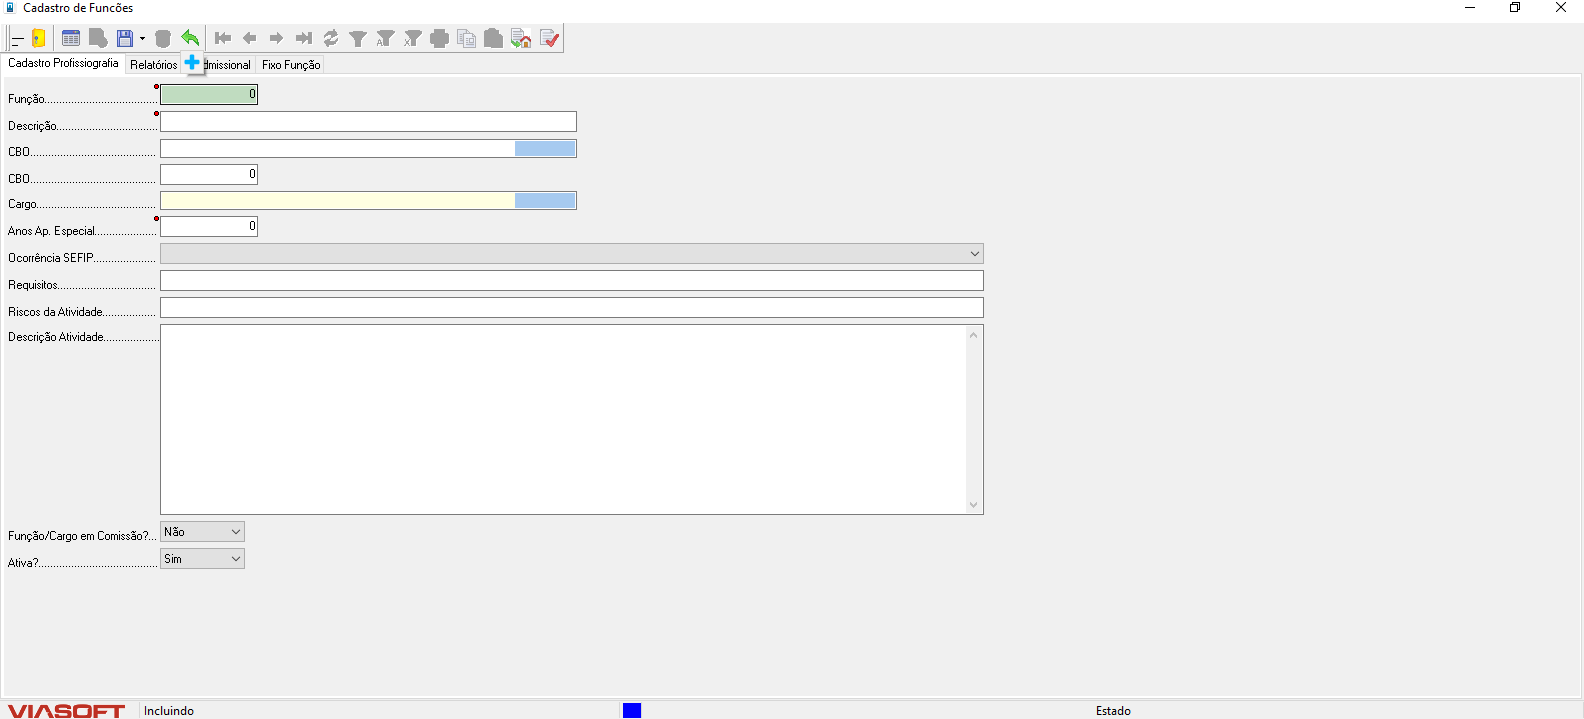 Cadastro de Funcões
Cadastro Profissiografia Relatórios dmissional Fixo Função
Função 0
Descrição
CBO
CBO 0
Cargo
Anos Ap. Especial 0
Ocorrência SEFIP
Requisitos
Riscos da Atividade
Descrição Atividade
Função/Cargo em Comissão?... Não
Ativa? Sim
VIASOFT Incluindo Estado